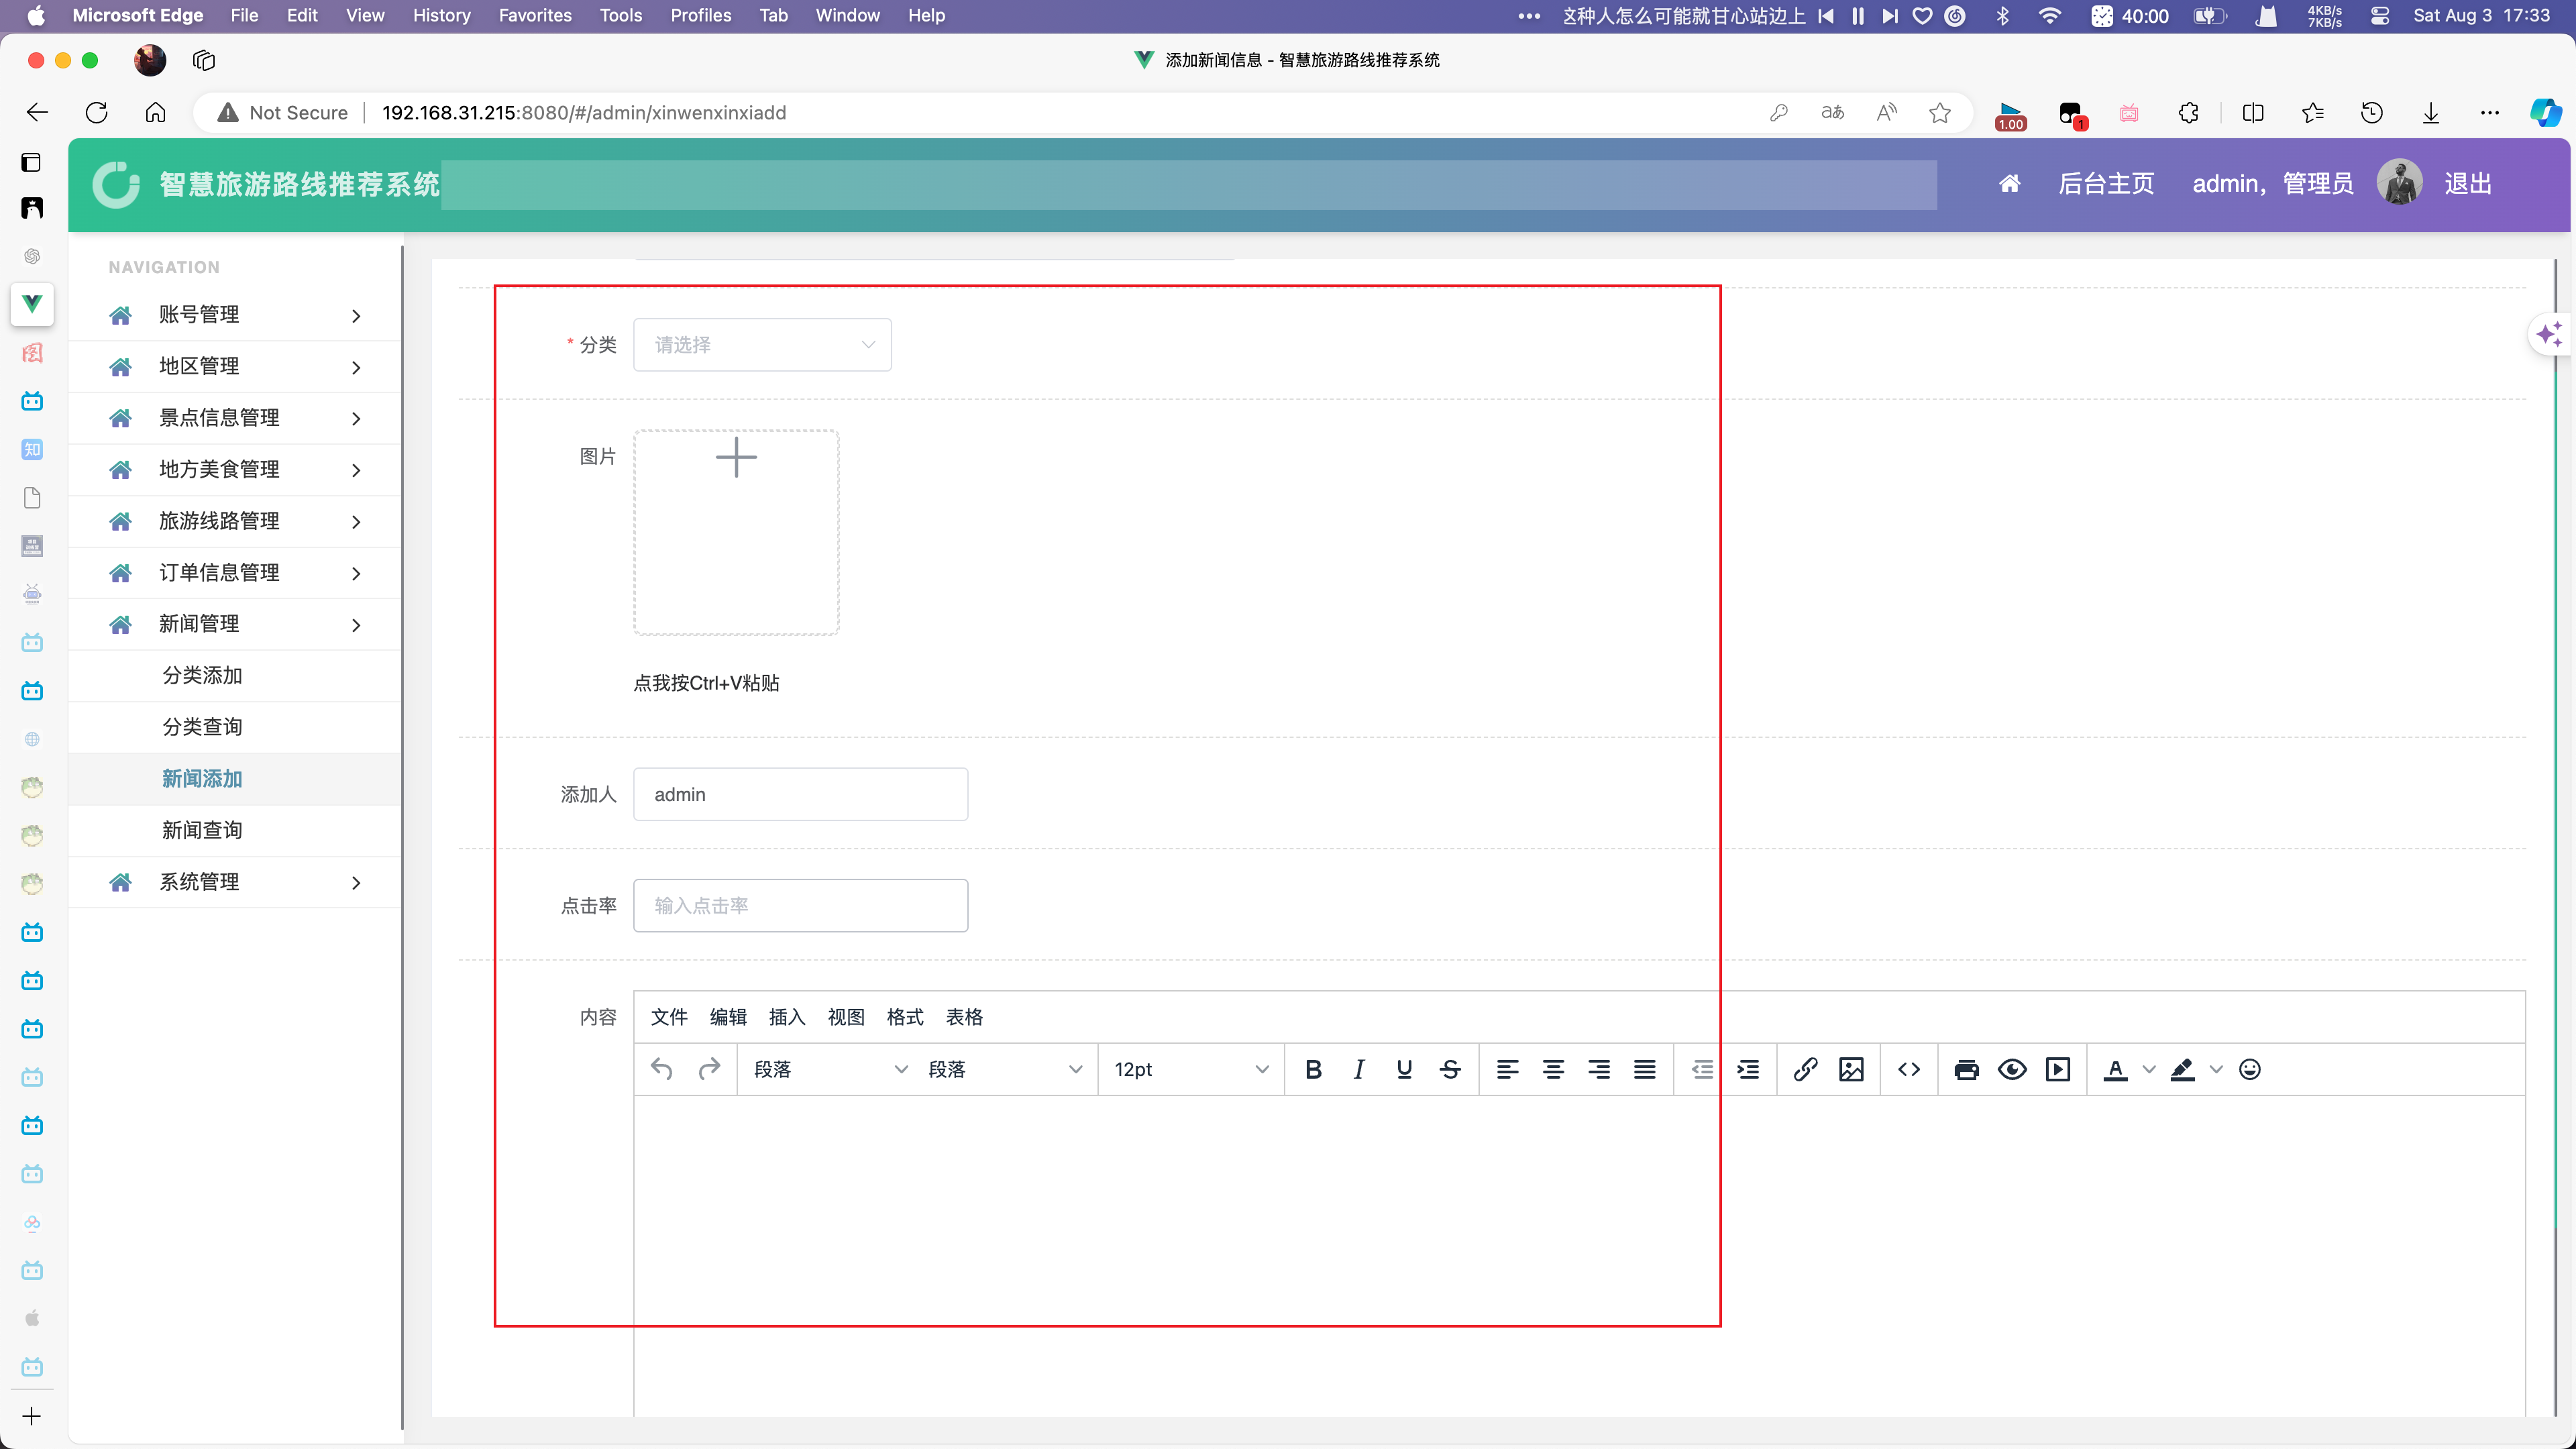 Microsoft Edge File Edit View History Favorites Tools Profiles Tab Window Help
这种人怎么可能就甘心站边上 40:00 4KB/s 7KB/s Sat Aug 3 17:33
添加新闻信息 - 智慧旅游路线推荐系统
Not Secure 192.168.31.215:8080/#/admin/xinwenxinxiadd
aあ A 1.00 1
智慧旅游路线推荐系统 后台主页 admin，管理员 退出
NAVIGATION
账号管理
地区管理
景点信息管理
地方美食管理
旅游线路管理
订单信息管理
新闻管理
分类添加
分类查询
新闻添加
新闻查询
系统管理
知
图
* 分类 请选择
图片
点我按Ctrl+V粘贴
添加人 admin
点击率 输入点击率
内容 文件 编辑 插入 视图 格式 表格
段落 段落 12pt B I U S A